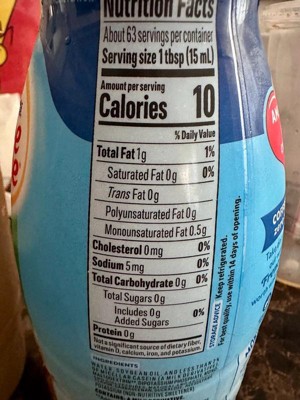 Nutrition Facts
About 63 servings per container
Serving size 1 tbsp (15 mL)
Amount per serving
Calories 10
% Daily Value
Total Fat 1g 1%
Saturated Fat 0g 0%
Trans Fat 0g
Polyunsaturated Fat 0g
Monounsaturated Fat 0.5g
Cholesterol 0mg 0%
Sodium 5mg 0%
Total Carbohydrate 0g 0%
Total Sugars 0g
Includes 0g
Added Sugars 0%
Protein 0g
Not a significant source of dietary fiber,
vitamin D, calcium, iron, and potassium
STORAGE ADVICE Keep refrigerated.
For best quality, use within 14 days of opening.
INGREDIENTS